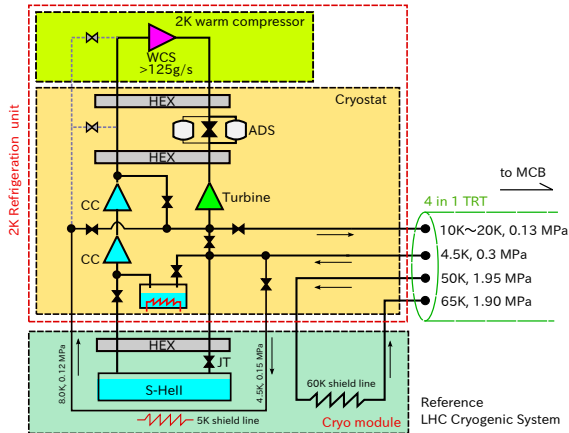 2K warm compressor
WCS
>125g/s
HEX
Cryostat
ADS
HEX
2K Refrigeration unit
CC
Turbine
to MCB
4 in 1 TRT
10K～20K, 0.13 MPa
CC
4.5K, 0.3 MPa
50K, 1.95 MPa
65K, 1.90 MPa
8.0K, 0.12 MPa
HEX
JT
4.5K, 0.15 MPa
S-HeII
60K shield line
5K shield line
Cryo module
Reference
LHC Cryogenic System